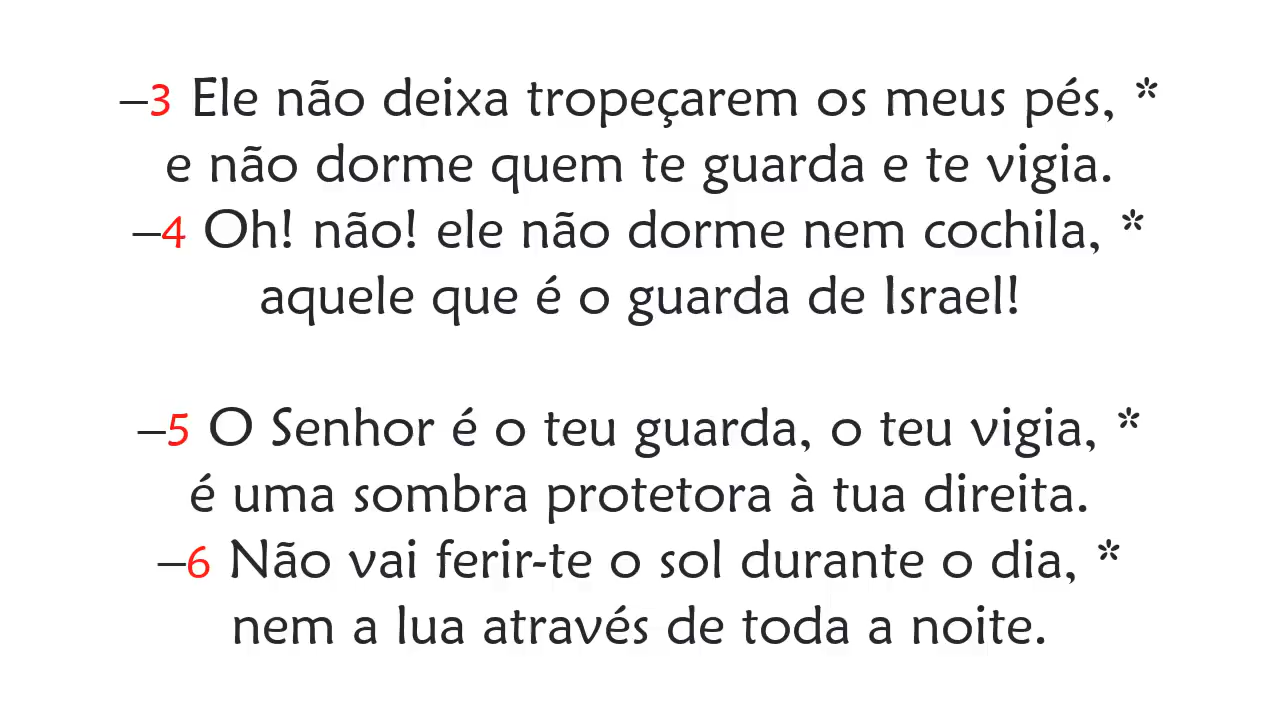 –3 Ele não deixa tropeçarem os meus pés, *
e não dorme quem te guarda e te vigia.
–4 Oh! não! ele não dorme nem cochila, *
aquele que é o guarda de Israel!
–5 O Senhor é o teu guarda, o teu vigia, *
é uma sombra protetora à tua direita.
–6 Não vai ferir-te o sol durante o dia, *
nem a lua através de toda a noite.